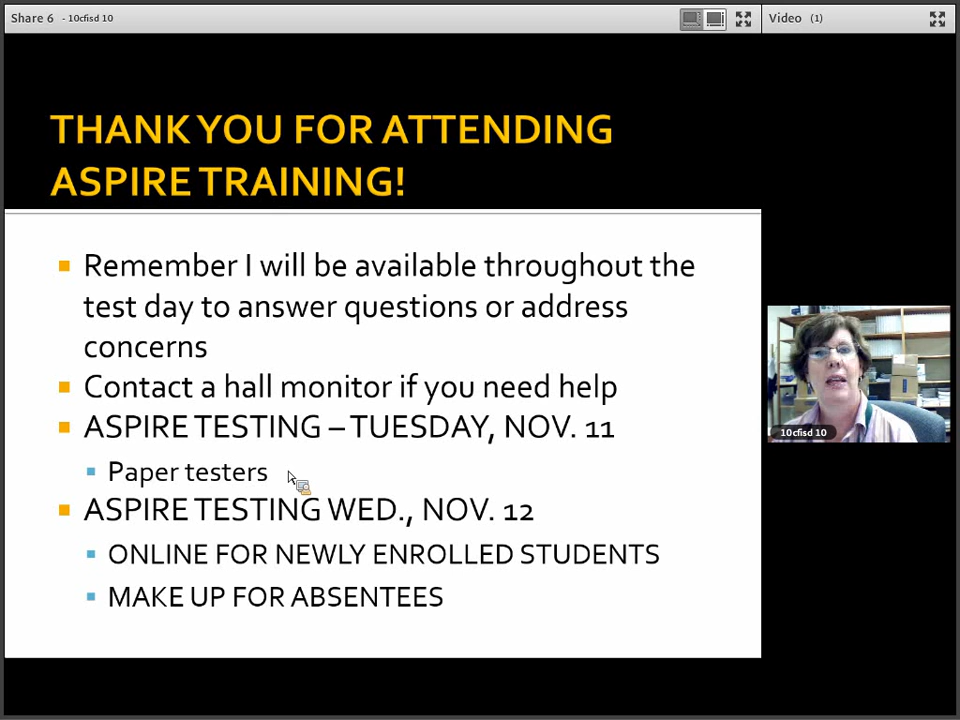 Share 6 - 10cfisd 10
Video (1)
THANK YOU FOR ATTENDING
ASPIRE TRAINING!
Remember I will be available throughout the
test day to answer questions or address
concerns
Contact a hall monitor if you need help
ASPIRE TESTING – TUESDAY, NOV. 11
Paper testers
ASPIRE TESTING WED., NOV. 12
ONLINE FOR NEWLY ENROLLED STUDENTS
MAKE UP FOR ABSENTEES
10cfisd 10